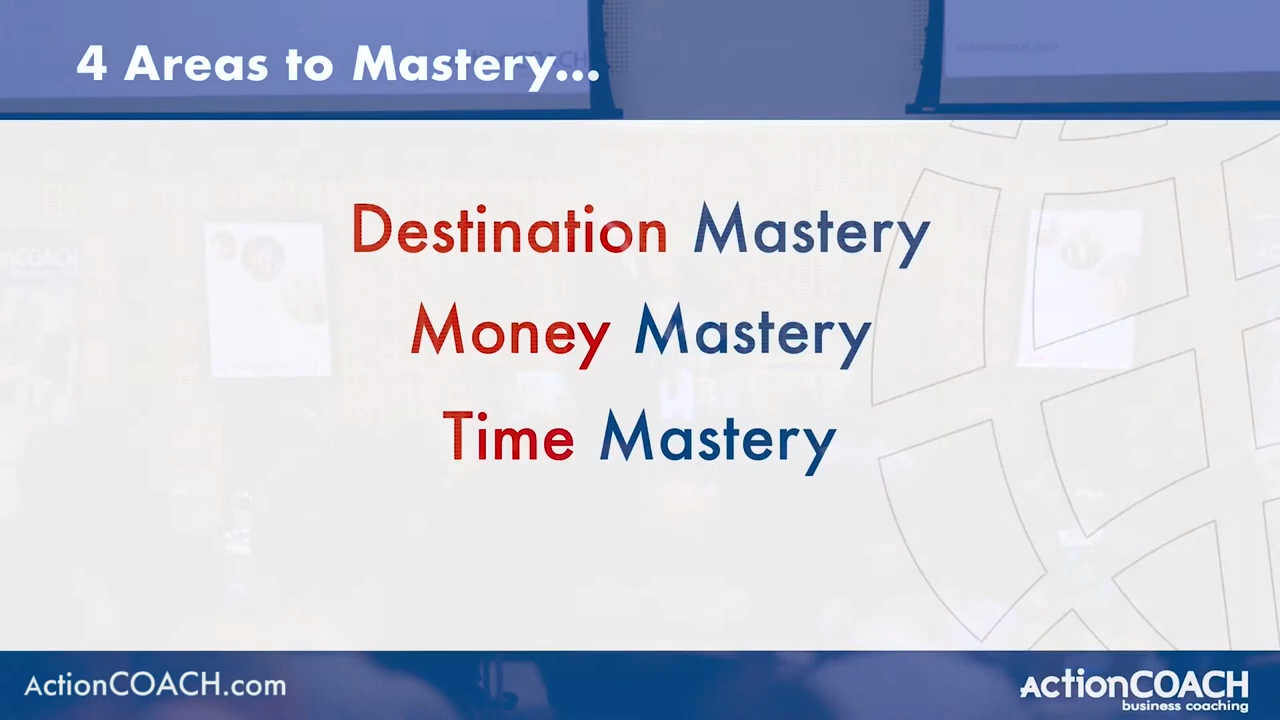 4 Areas to Mastery...
Destination Mastery
Money Mastery
Time Mastery
ActionCOACH.com
ActionCOACH
business coaching